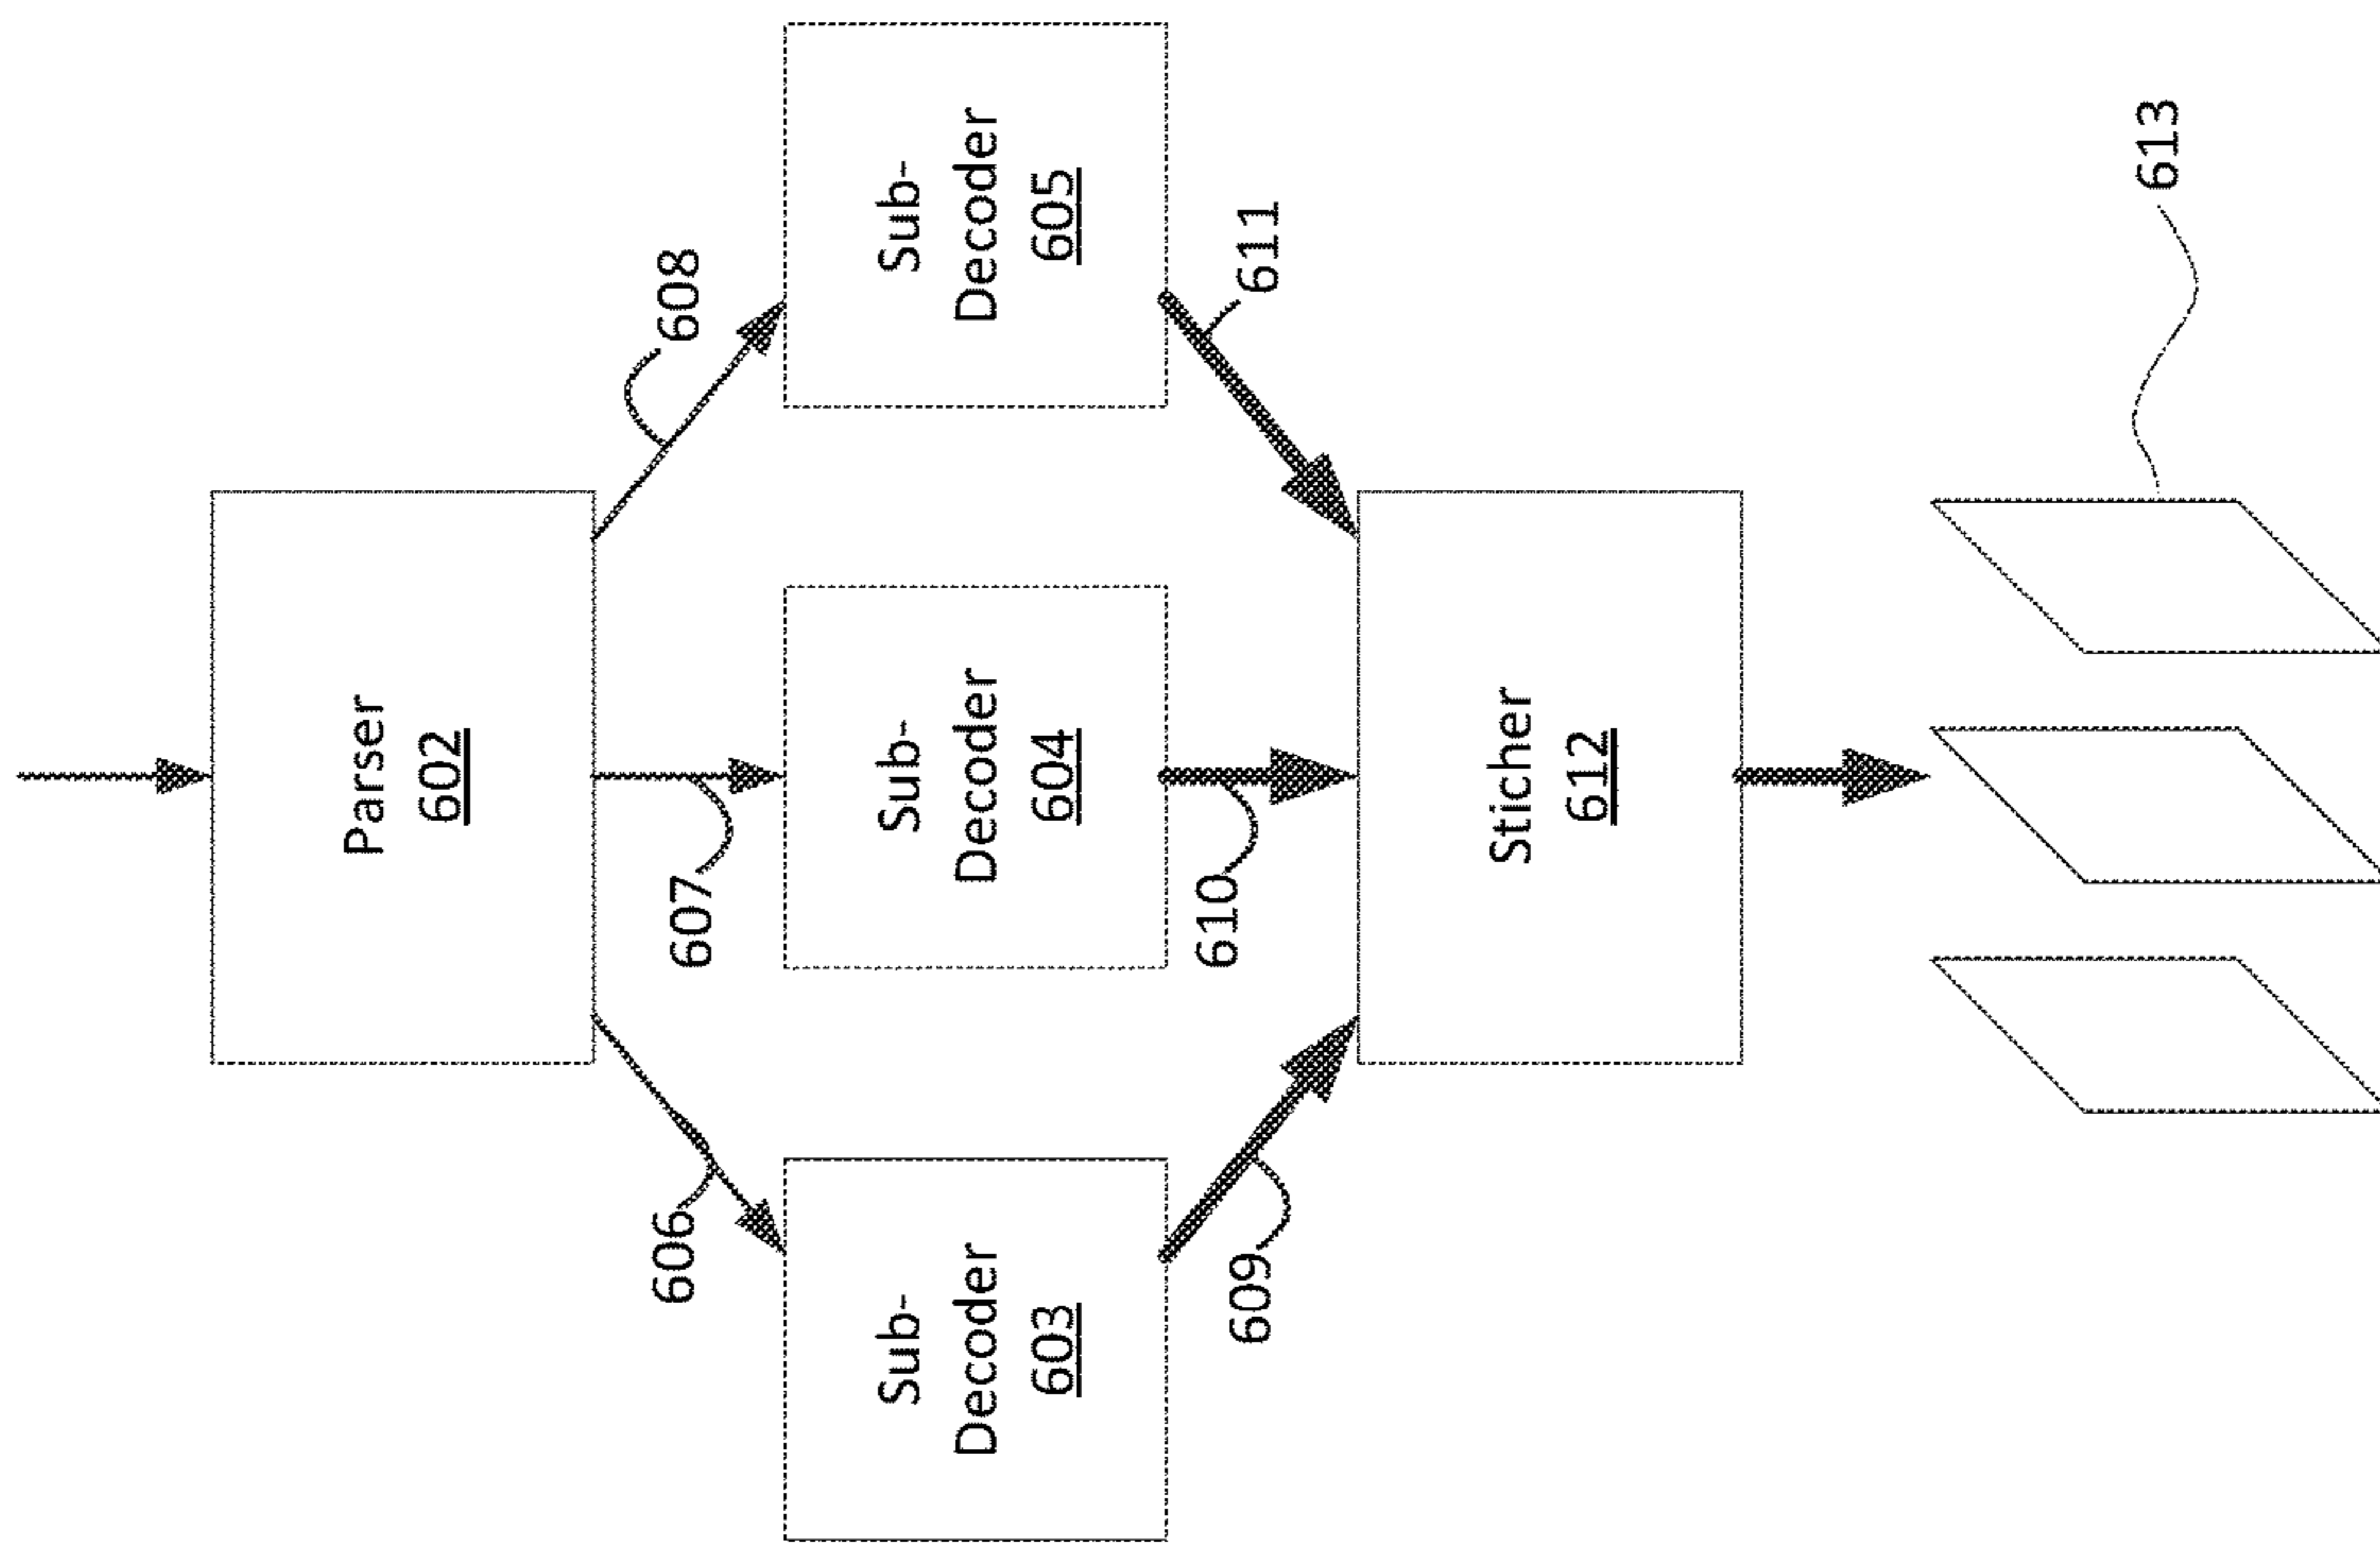 Parser
602
606
607
608
Sub-
Decoder
603
Sub-
Decoder
604
Sub-
Decoder
605
609
610
611
Sticher
612
613